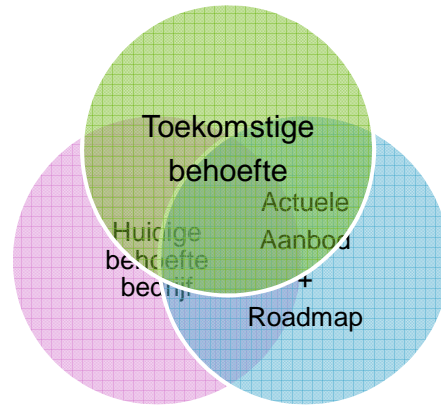 Toekomstige
behoefte
Huidige
behoefte
bedrijf
Actuele
Aanbod
+
Roadmap